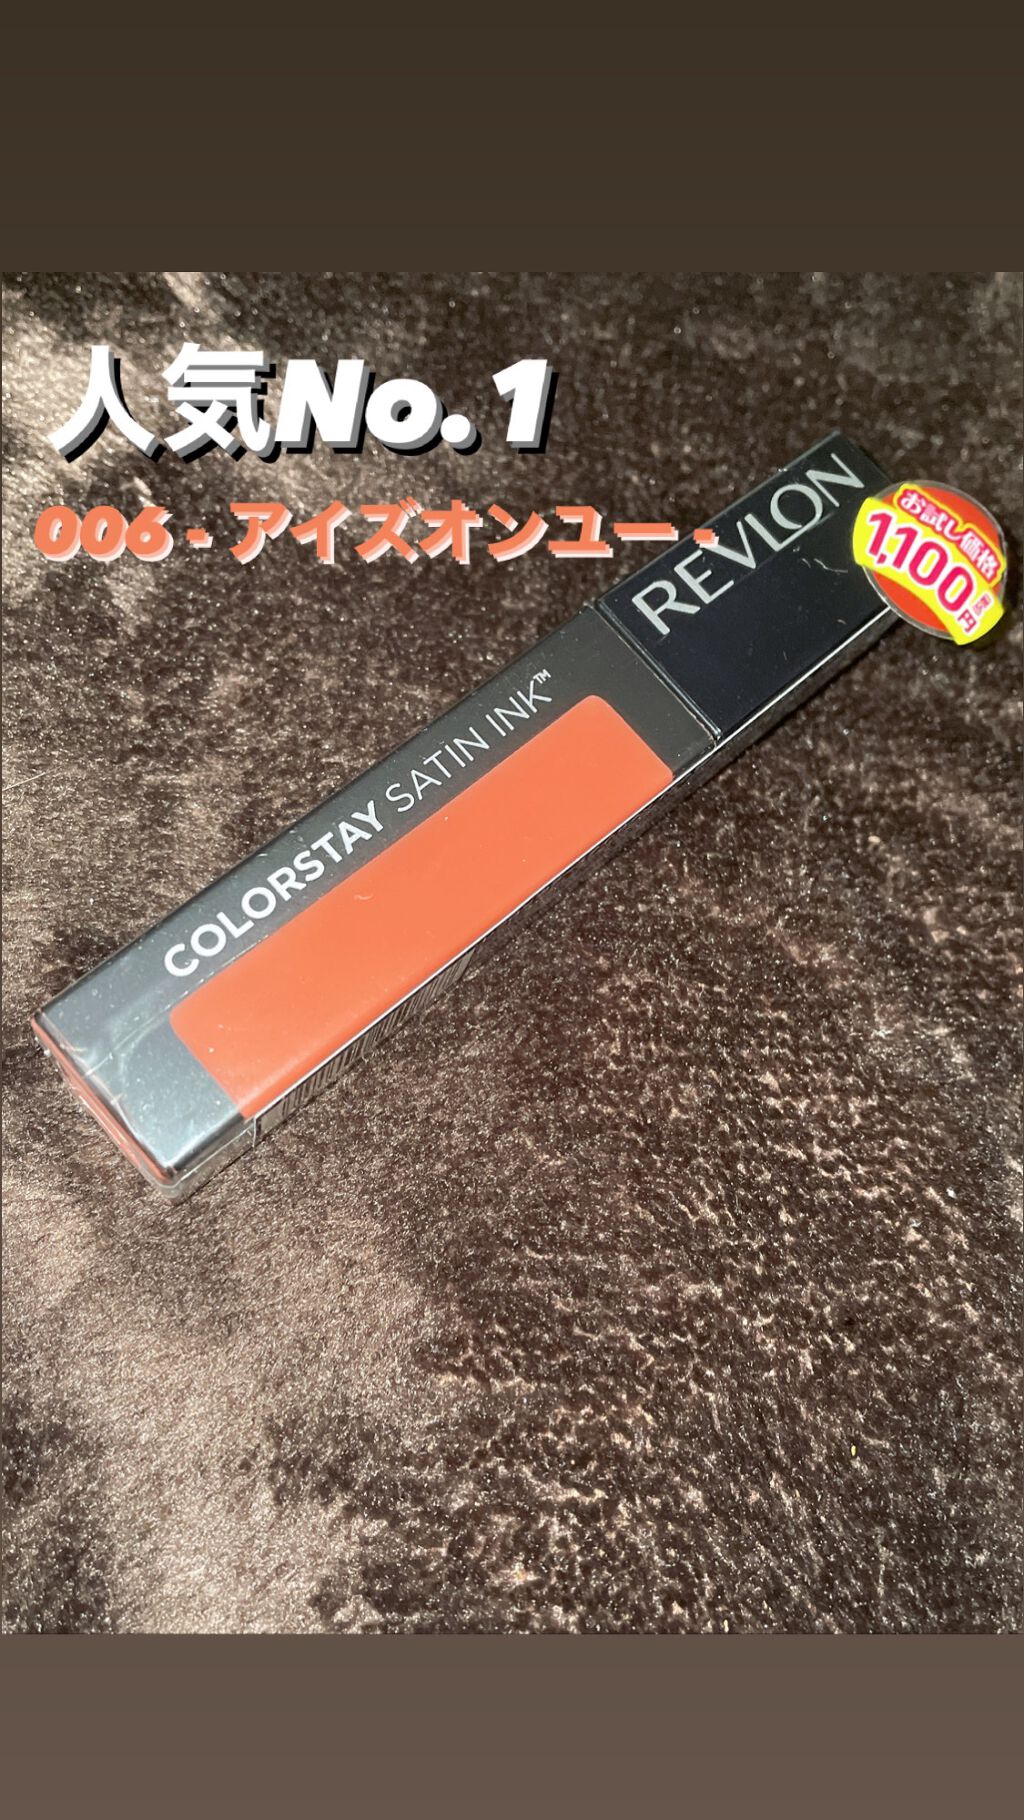 人気No.1
006 - アイズオンユー -
REVLON
お試し価格
1,100円
COLORSTAY SATIN INK™